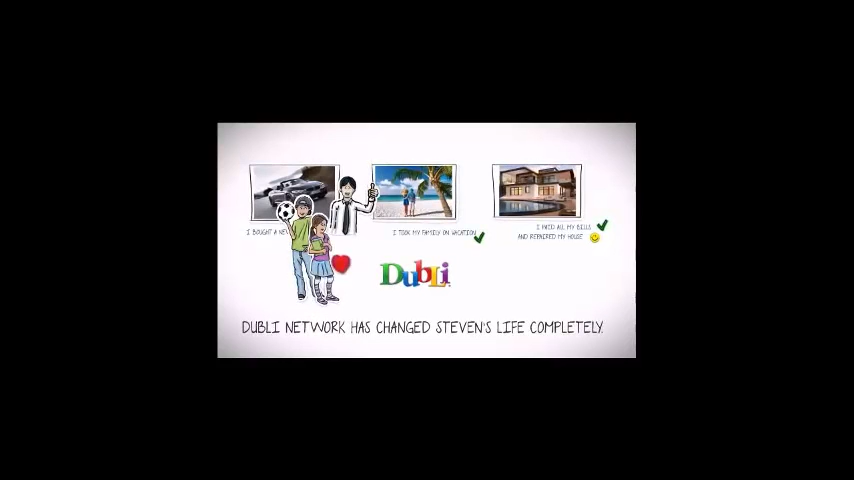 I BOUGHT A NE
I TOOK MY FAMILY ON VACATION
I PAID ALL MY BILLS
AND REPAIRED MY HOUSE
DubLi
DUBLI NETWORK HAS CHANGED STEVEN'S LIFE COMPLETELY.